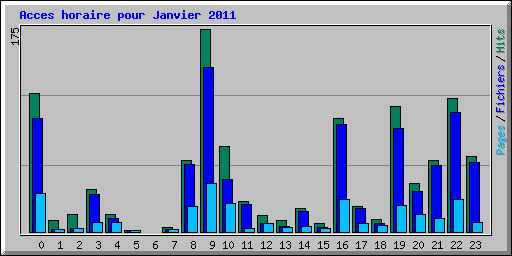 Acces horaire pour Janvier 2011
175
Pages / Fichiers / Hits
0 1 2 3 4 5 6 7 8 9 10 11 12 13 14 15 16 17 18 19 20 21 22 23